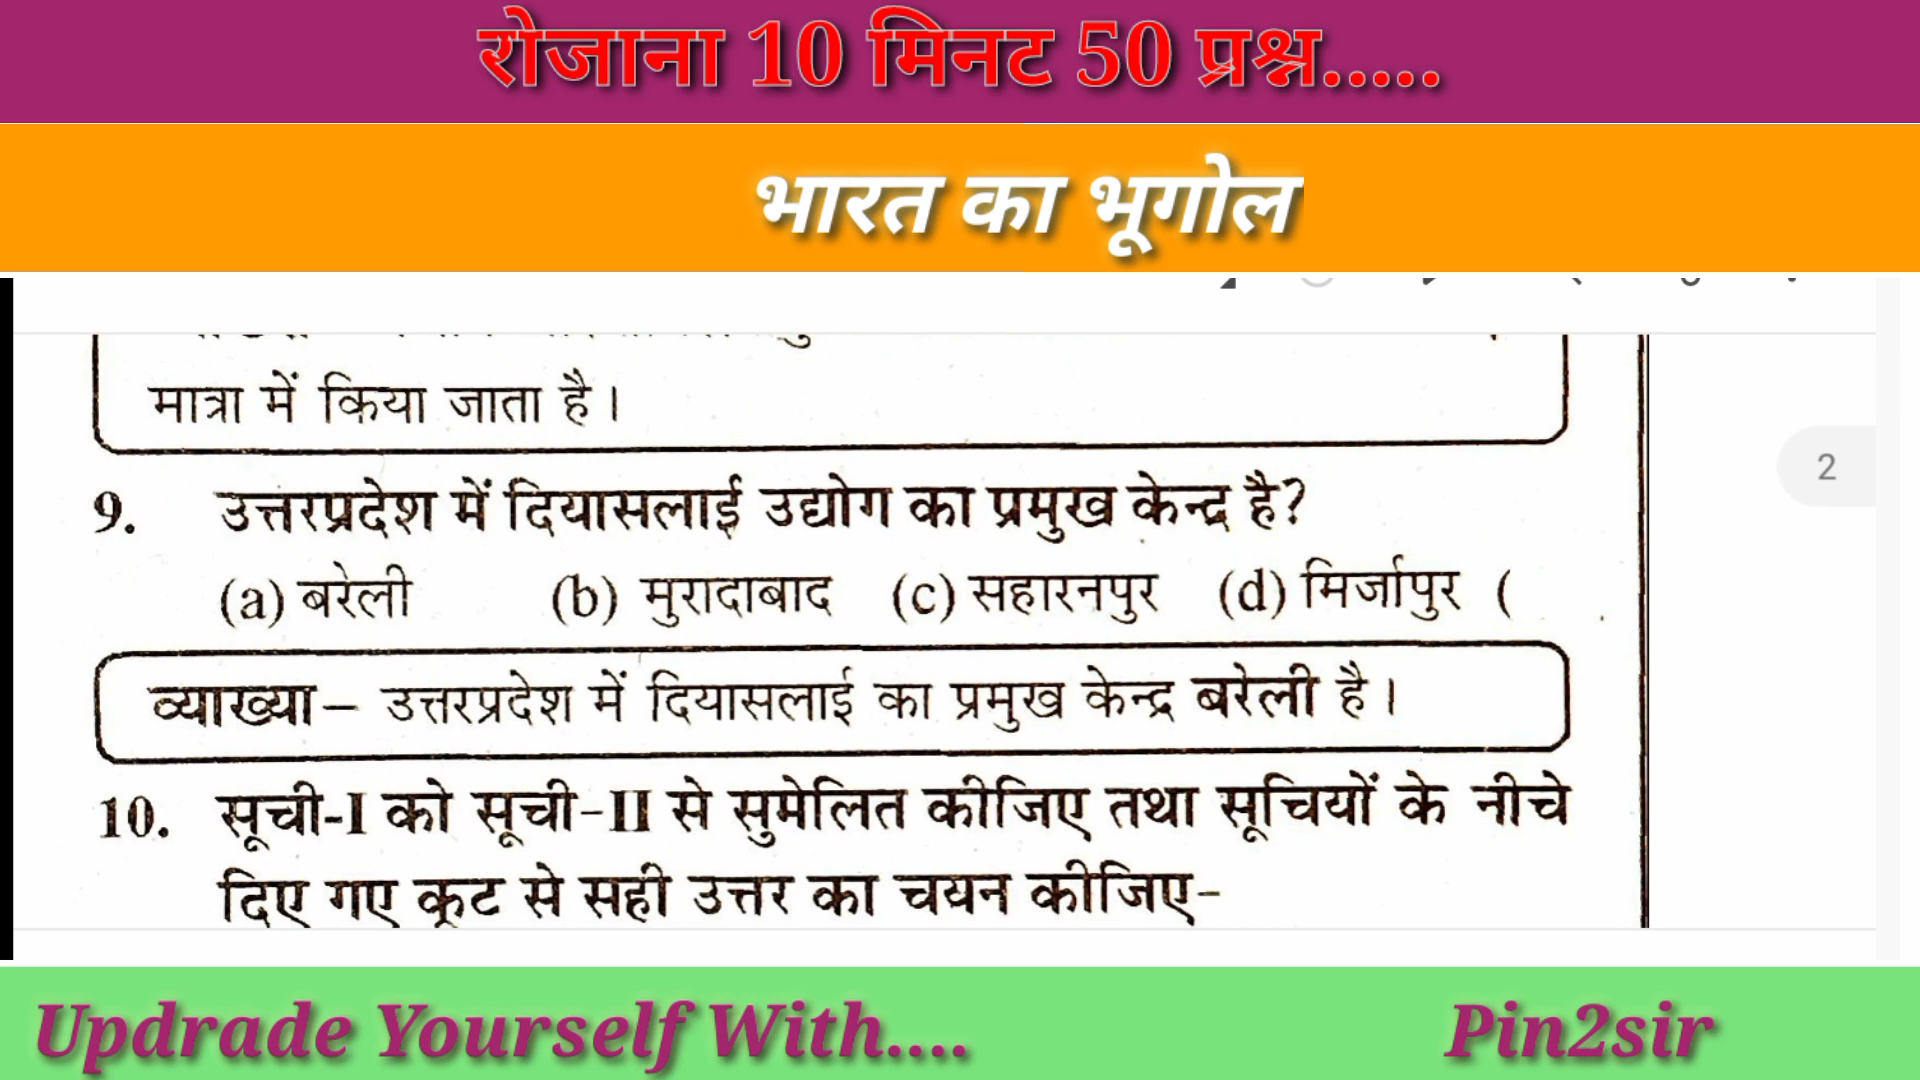 रोजाना 10 मिनट 50 प्रश्न.....
भारत का भूगोल
मात्रा में किया जाता है।
2
9. उत्तरप्रदेश में दियासलाई उद्योग का प्रमुख केन्द्र है?
(a) बरेली (b) मुरादाबाद (c) सहारनपुर (d) मिर्जापुर (
व्याख्या– उत्तरप्रदेश में दियासलाई का प्रमुख केन्द्र बरेली है।
10. सूची-I को सूची-II से सुमेलित कीजिए तथा सूचियों के नीचे
दिए गए कूट से सही उत्तर का चयन कीजिए-
Updrade Yourself With.... Pin2sir